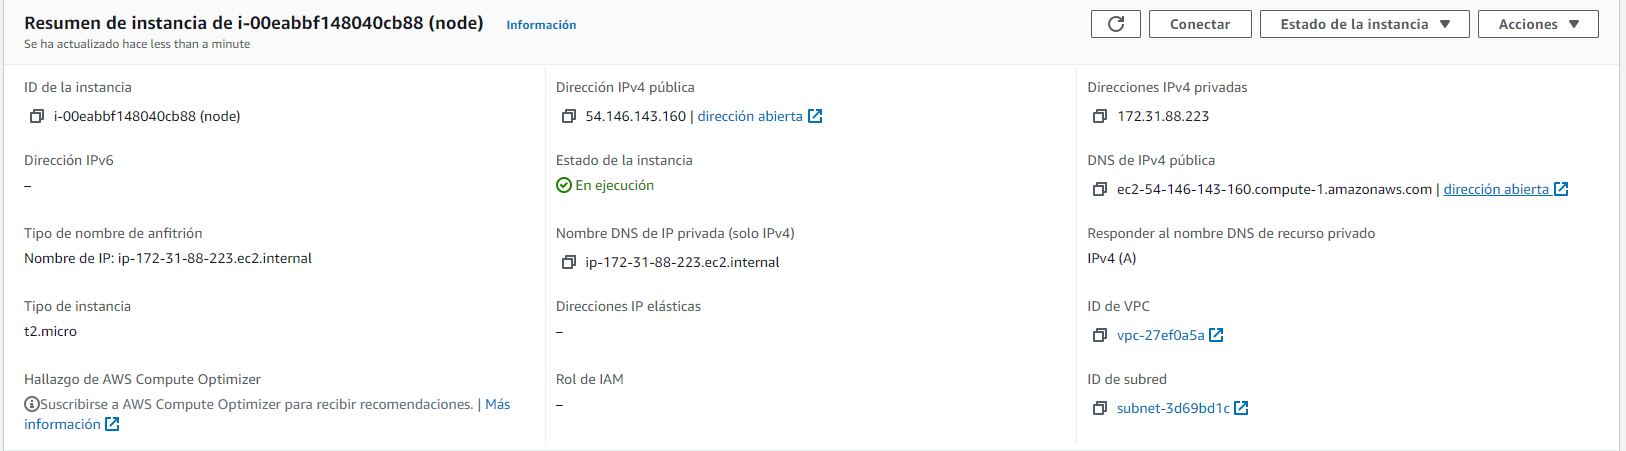 Resumen de instancia de i-00eabbf148040cb88 (node) Información
Se ha actualizado hace less than a minute
Conectar
Estado de la instancia
Acciones
ID de la instancia
i-00eabbf148040cb88 (node)
Dirección IPv4 pública
54.146.143.160 | dirección abierta
Direcciones IPv4 privadas
172.31.88.223
Dirección IPv6
–
Estado de la instancia
En ejecución
DNS de IPv4 pública
ec2-54-146-143-160.compute-1.amazonaws.com | dirección abierta
Tipo de nombre de anfitrión
Nombre de IP: ip-172-31-88-223.ec2.internal
Nombre DNS de IP privada (solo IPv4)
ip-172-31-88-223.ec2.internal
Responder al nombre DNS de recurso privado
IPv4 (A)
Tipo de instancia
t2.micro
Direcciones IP elásticas
–
ID de VPC
vpc-27ef0a5a
Hallazgo de AWS Compute Optimizer
Suscribirse a AWS Compute Optimizer para recibir recomendaciones. | Más
información
Rol de IAM
–
ID de subred
subnet-3d69bd1c